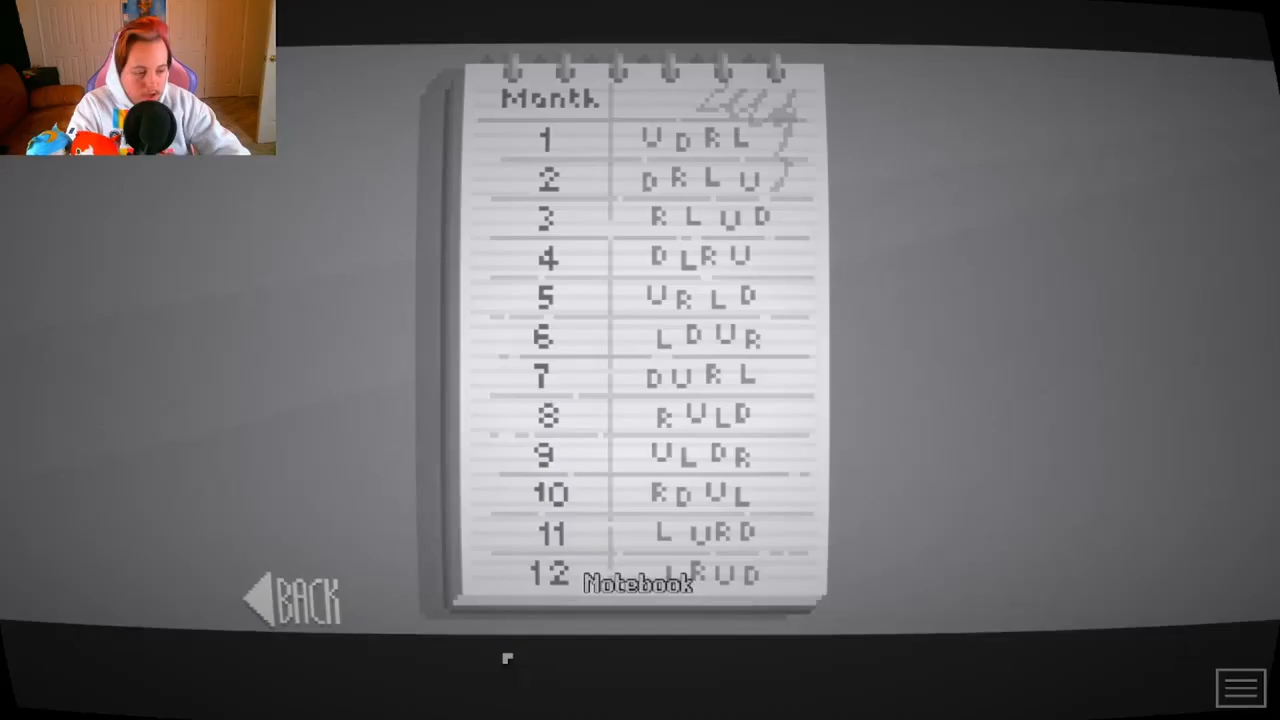 Month
1 U D R L
2 D R L U
3 R L U D
4 D L R U
5 U R L D
6 L D U R
7 D U R L
8 R U L D
9 U L D R
10 R D U L
11 L U R D
12 L R U D
Notebook
BACK